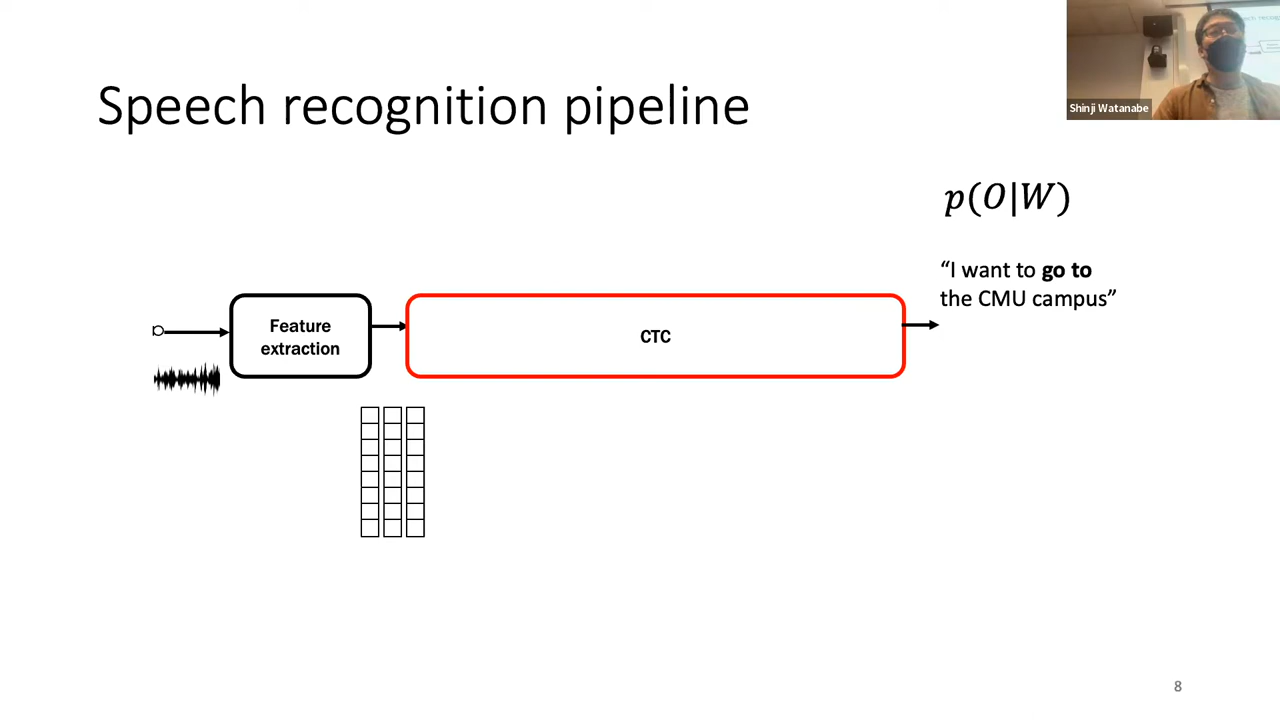 Speech recognition pipeline
Shinji Watanabe
p(O|W)
“I want to go to
the CMU campus”
Feature
extraction
CTC
8